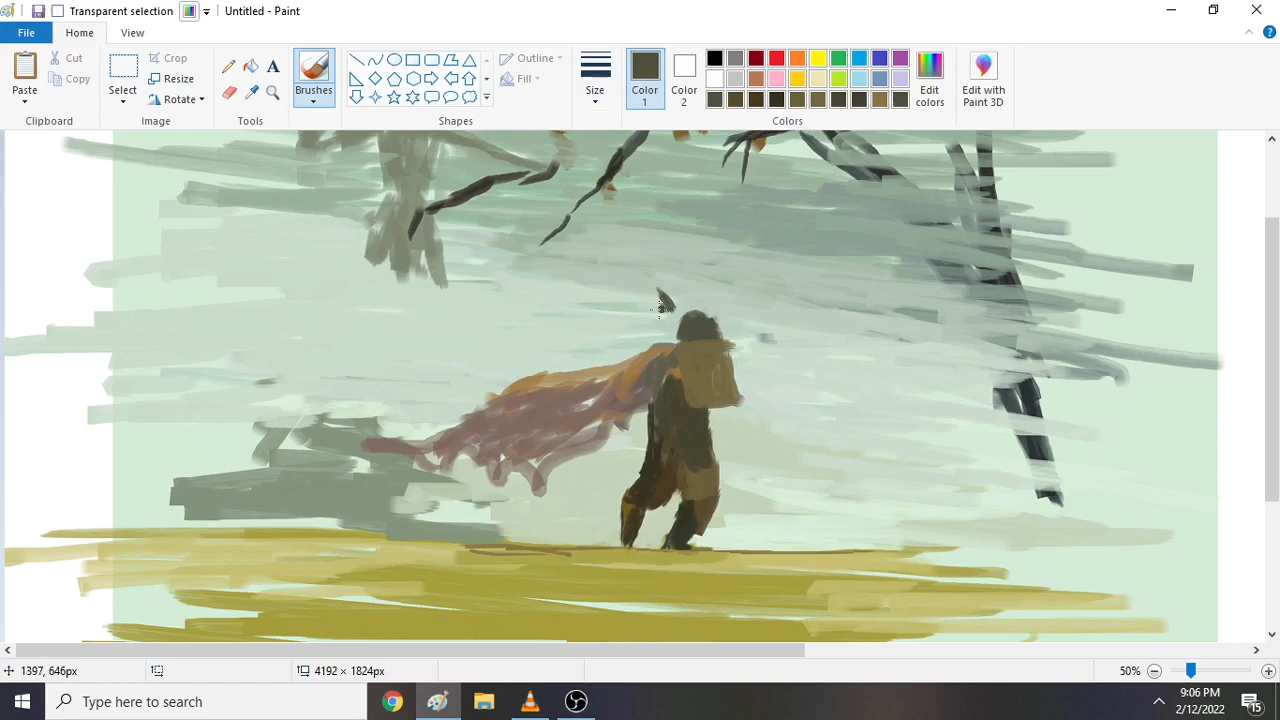 Transparent selection Untitled - Paint
File Home View
Paste Cut Copy
Clipboard
Select Crop Resize Rotate
Image
A
Tools
Brushes
Outline Fill
Shapes
Size
Color 1 Color 2
Edit colors
Colors
Edit with Paint 3D
1397, 646px 4192 × 1824px 50%
Type here to search
9:06 PM
2/12/2022
15